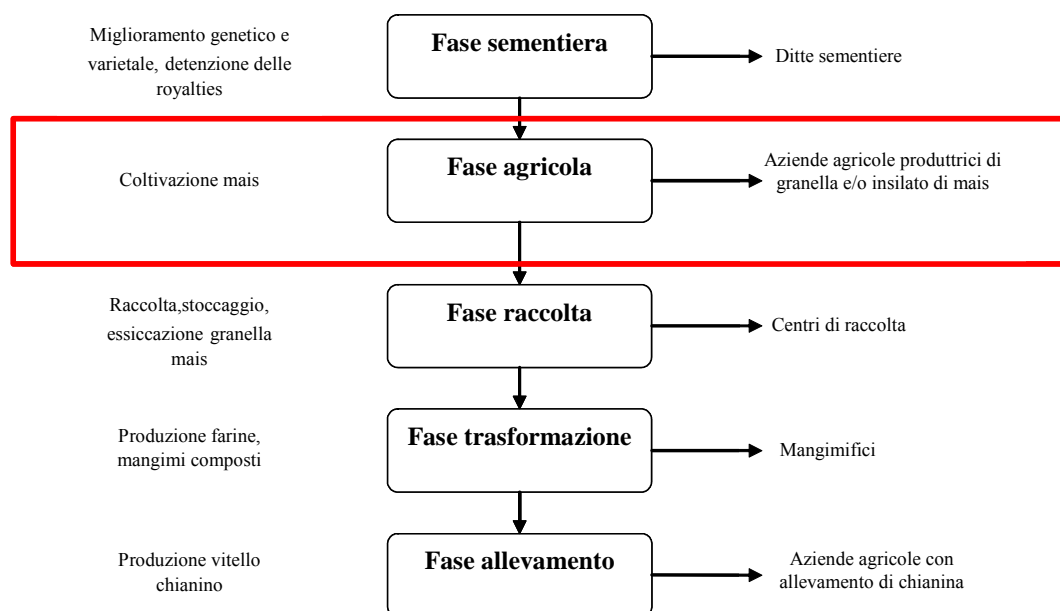 Miglioramento genetico e
varietale, detenzione delle
royalties
Fase sementiera
Ditte sementiere
Coltivazione mais
Fase agricola
Aziende agricole produttrici di
granella e/o insilato di mais
Raccolta,stoccaggio,
essiccazione granella
mais
Fase raccolta
Centri di raccolta
Produzione farine,
mangimi composti
Fase trasformazione
Mangimifici
Produzione vitello
chianino
Fase allevamento
Aziende agricole con
allevamento di chianina